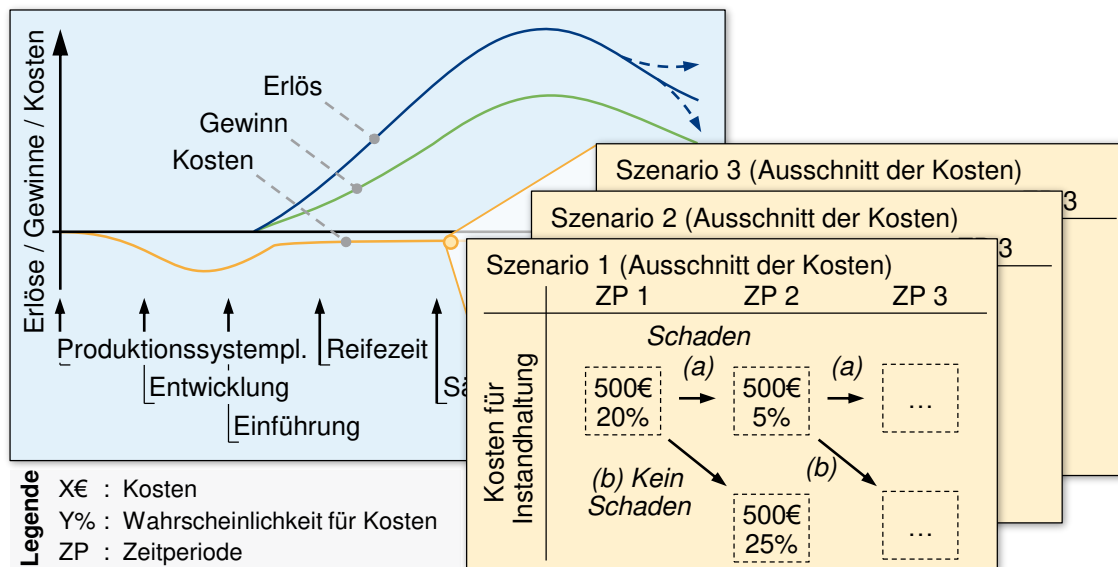 Erlöse / Gewinne / Kosten
Erlös
Gewinn
Kosten
Produktionssystempl.
Reifezeit
Entwicklung
Einführung
Szenario 3 (Ausschnitt der Kosten)
3
Szenario 2 (Ausschnitt der Kosten)
3
Szenario 1 (Ausschnitt der Kosten)
ZP 1 ZP 2 ZP 3
Kosten für
Instandhaltung
Schaden
(a) (a)
500€ 500€ …
20% 5%
(b) Kein
Schaden
(b)
500€ …
25%
Legende
X€ : Kosten
Y% : Wahrscheinlichkeit für Kosten
ZP : Zeitperiode